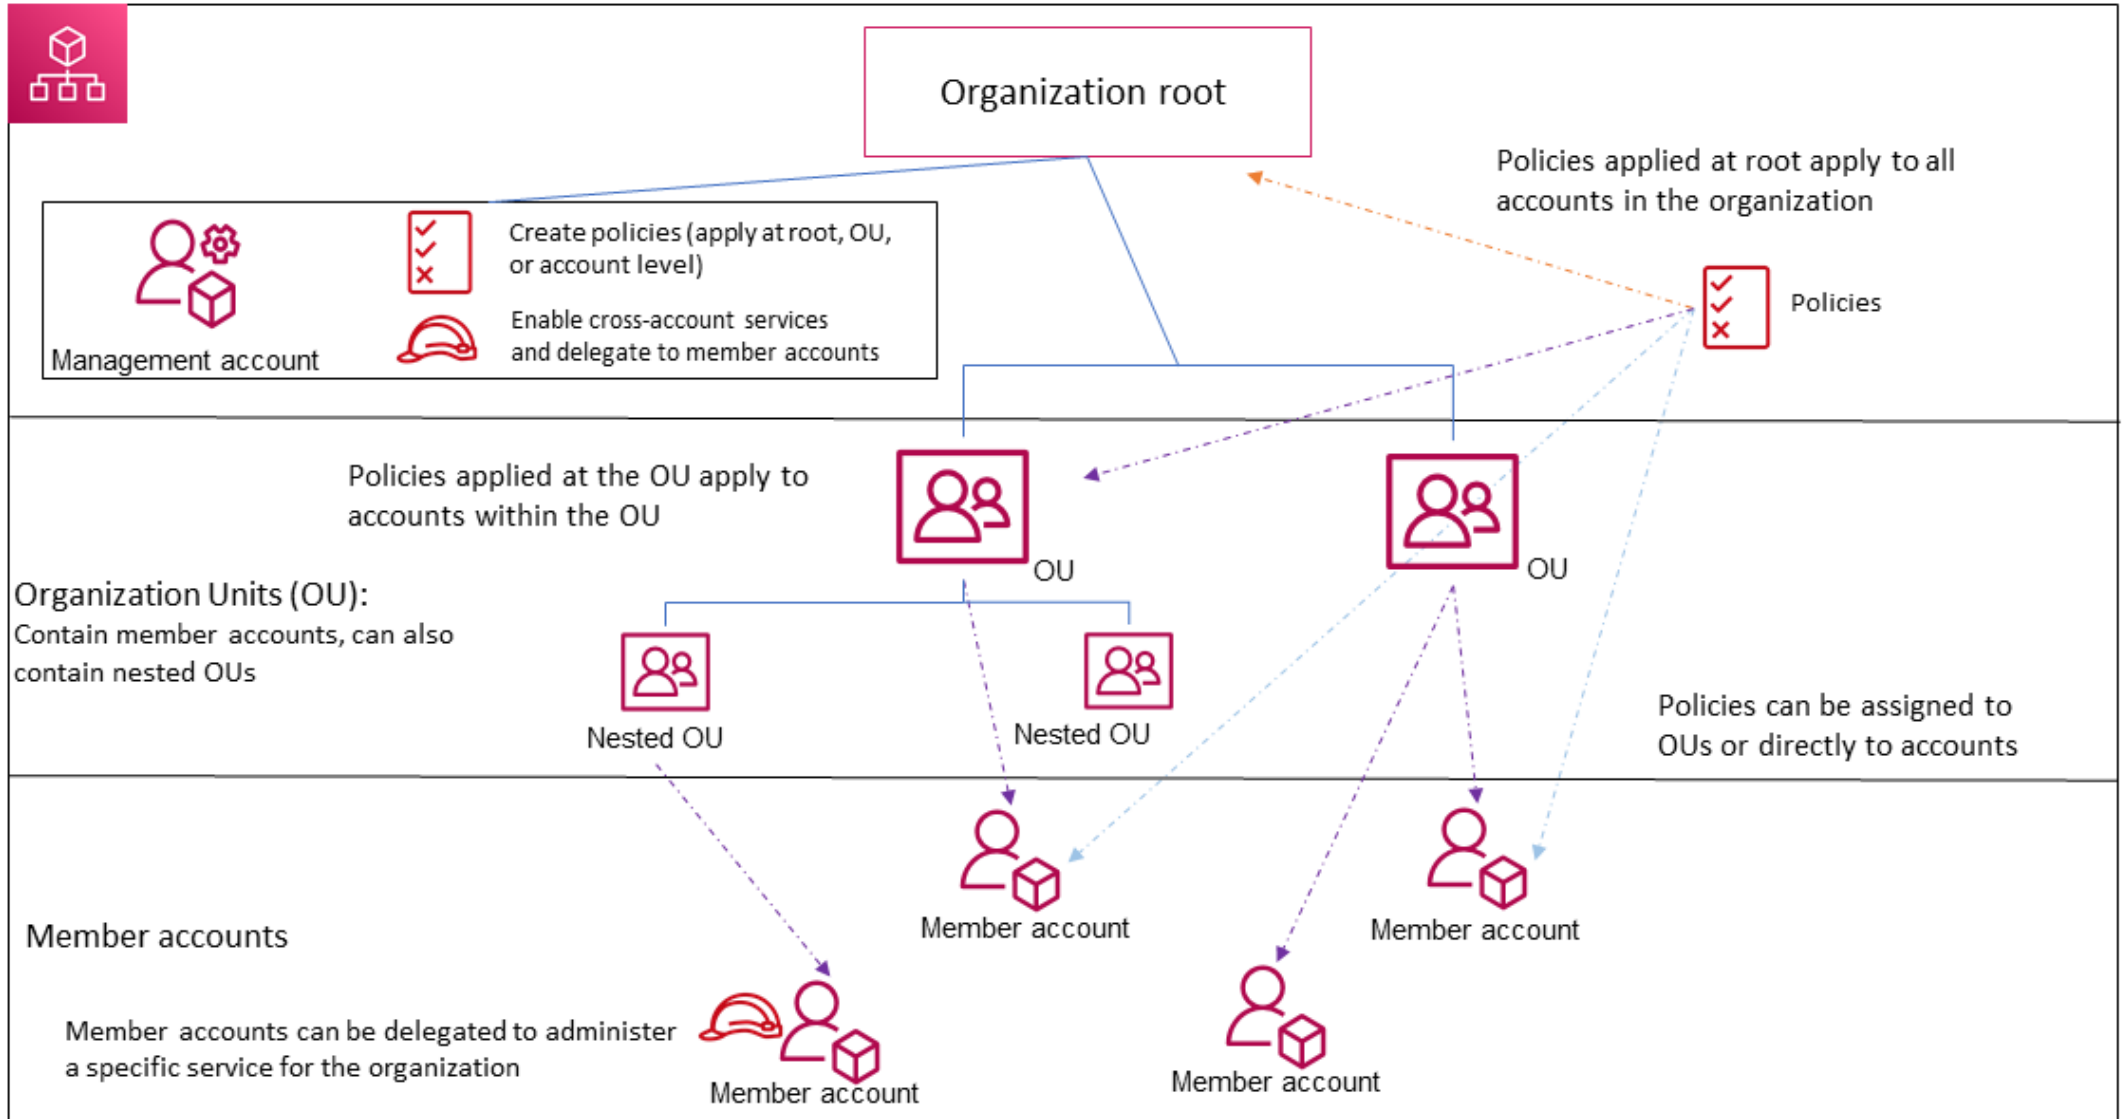 Organization root
Policies applied at root apply to all
accounts in the organization
Create policies (apply at root, OU,
or account level)
Enable cross-account services
and delegate to member accounts
Management account
Policies
Policies applied at the OU apply to
accounts within the OU
OU
OU
Organization Units (OU):
Contain member accounts, can also
contain nested OUs
Nested OU
Nested OU
Policies can be assigned to
OUs or directly to accounts
Member accounts
Member account
Member account
Member accounts can be delegated to administer
a specific service for the organization
Member account
Member account